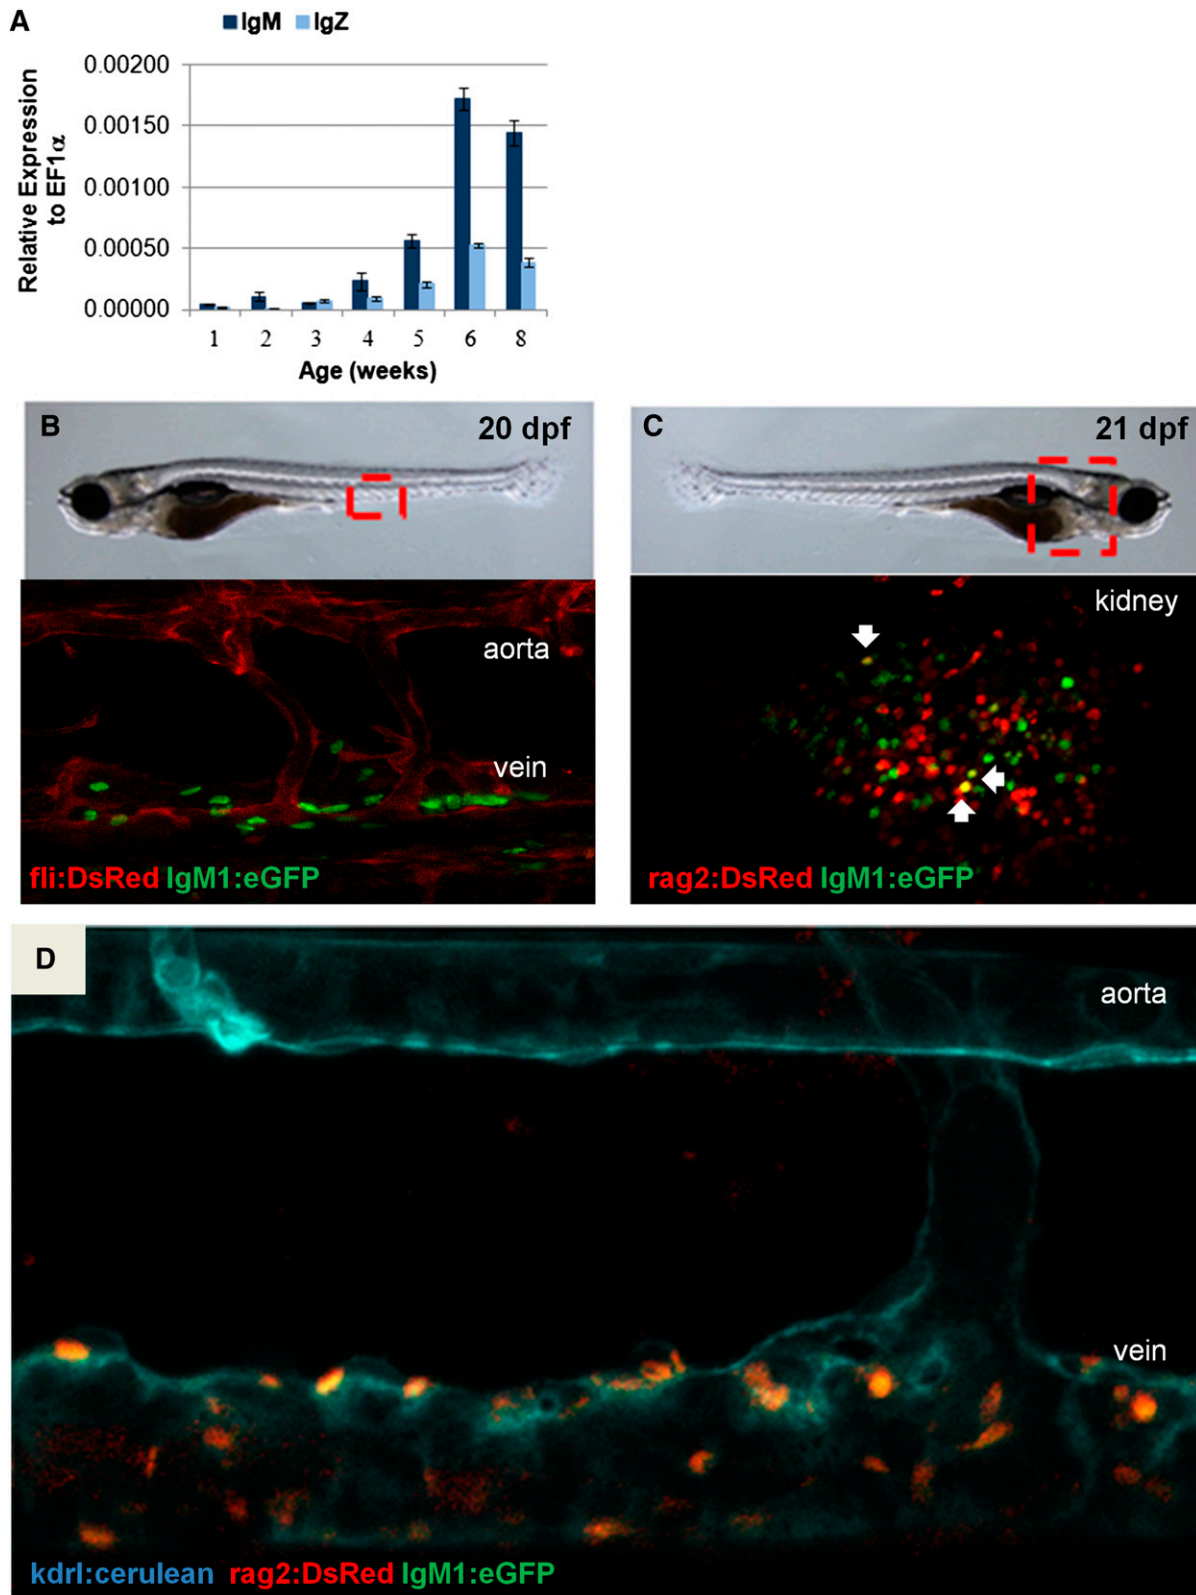 A
IgM IgZ
Relative Expression
to EF1α
0.00200
0.00150
0.00100
0.00050
0.00000
1 2 3 4 5 6 8
Age (weeks)
B
20 dpf
aorta
vein
fli:DsRed IgM1:eGFP
C
21 dpf
kidney
rag2:DsRed IgM1:eGFP
D
aorta
vein
kdrl:cerulean rag2:DsRed IgM1:eGFP